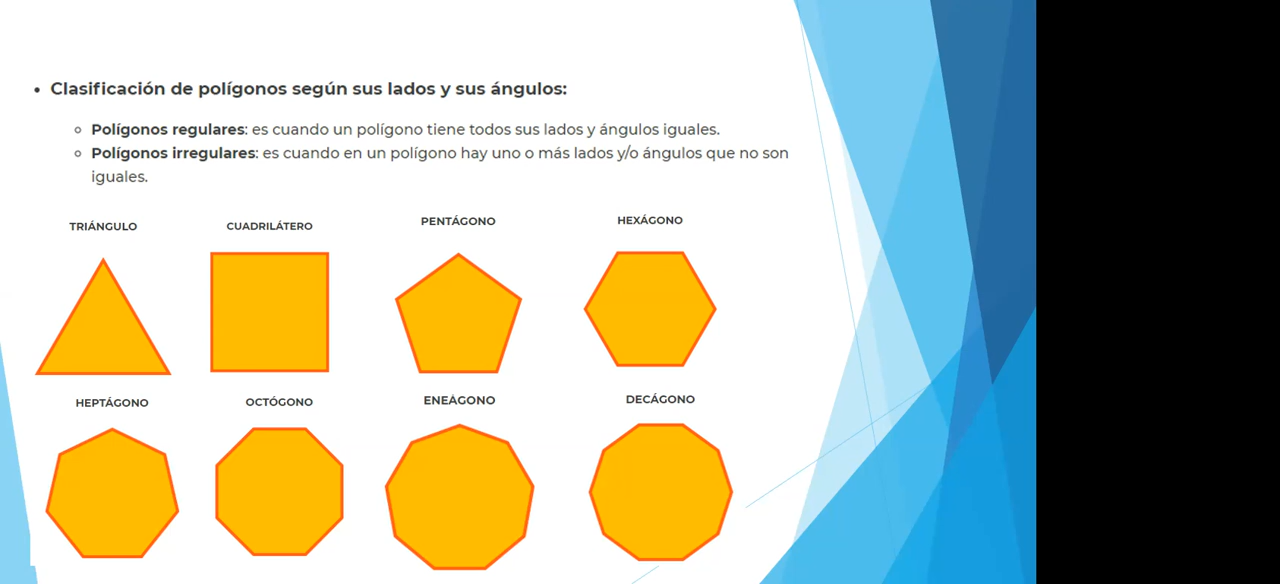 • Clasificación de polígonos según sus lados y sus ángulos:
○ Polígonos regulares: es cuando un polígono tiene todos sus lados y ángulos iguales.
○ Polígonos irregulares: es cuando en un polígono hay uno o más lados y/o ángulos que no son
iguales.
TRIÁNGULO CUADRILÁTERO PENTÁGONO HEXÁGONO
HEPTÁGONO OCTÓGONO ENEÁGONO DECÁGONO